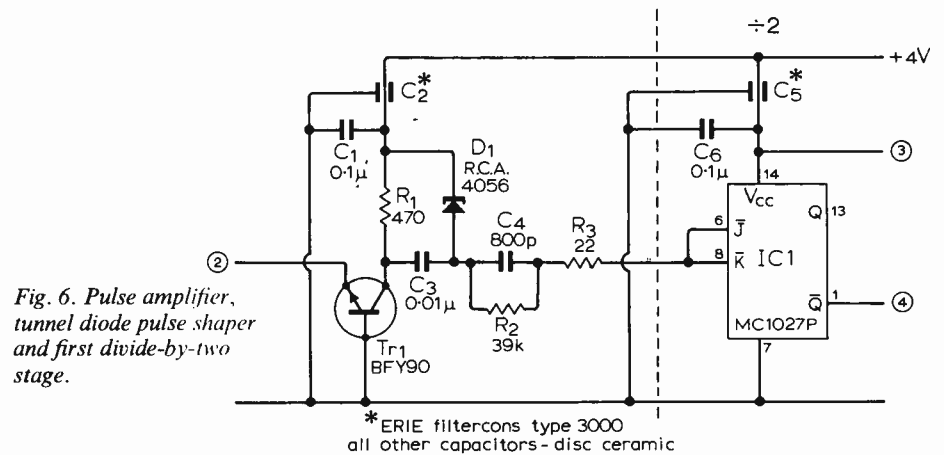 ÷2
+4V
C2*
C5*
C1
0·1μ
D1
R.C.A.
4056
C6
0·1μ
③
14
VCC
R1
470
C4
800p
R3
22
6
J̅
Q
13
②
8
K̅
IC1
C3
0·01μ
R2
39k
Q̅
1
④
MC1027P
7
Tr1
BFY90
Fig. 6. Pulse amplifier,
tunnel diode pulse shaper
and first divide-by-two
stage.
*ERIE filtercons type 3000
all other capacitors - disc ceramic